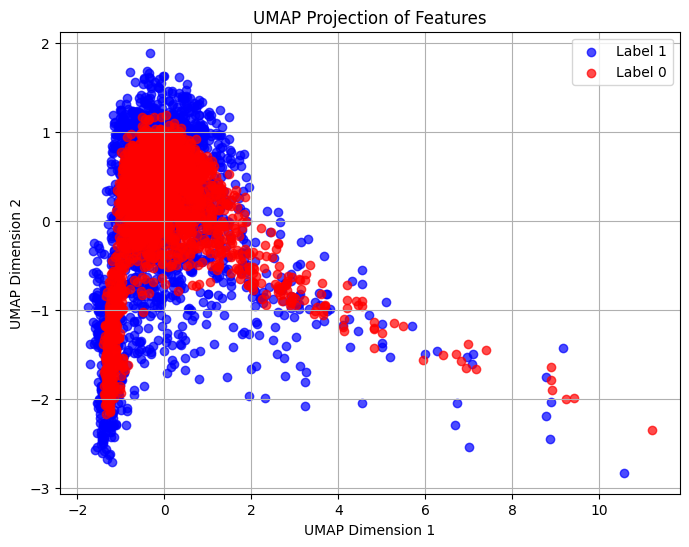 UMAP Projection of Features
Label 1
Label 0
2
1
0
−1
−2
−3
UMAP Dimension 2
−2
0
2
4
6
8
10
UMAP Dimension 1